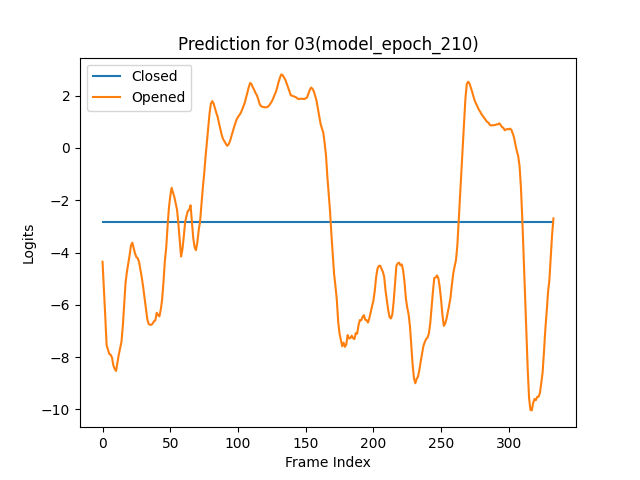 Prediction for 03(model_epoch_210)
Closed
Opened
Logits
2
0
−2
−4
−6
−8
−10
0 50 100 150 200 250 300
Frame Index